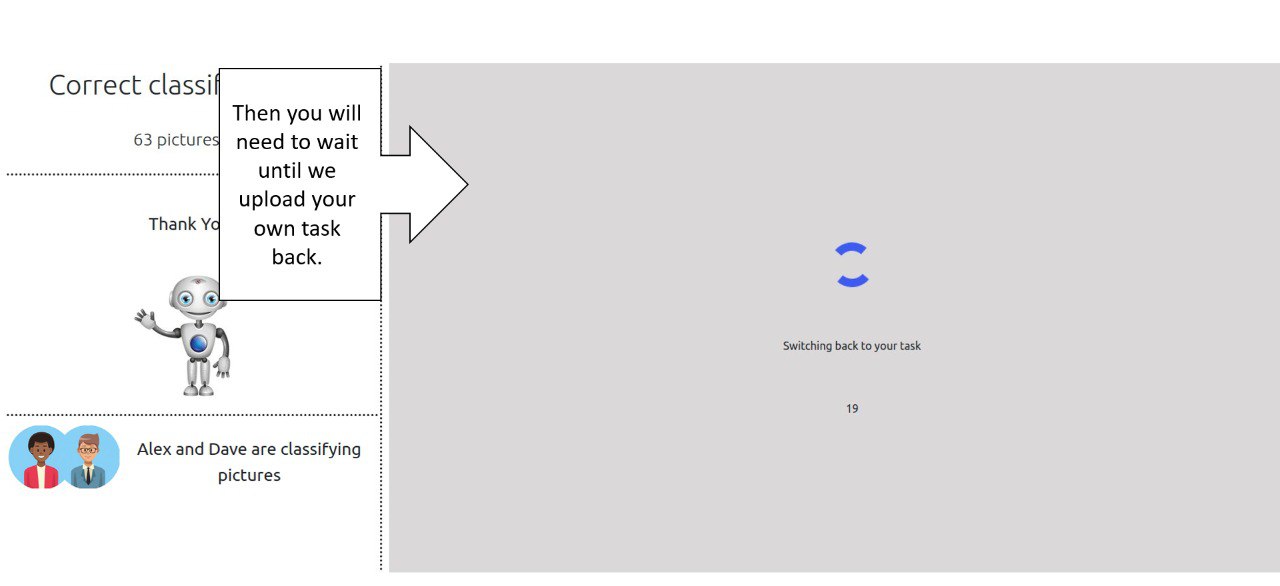 Correct classif
63 pictures
Then you will
need to wait
until we
upload your
own task
back.
Thank Yo
Switching back to your task
19
Alex and Dave are classifying
pictures